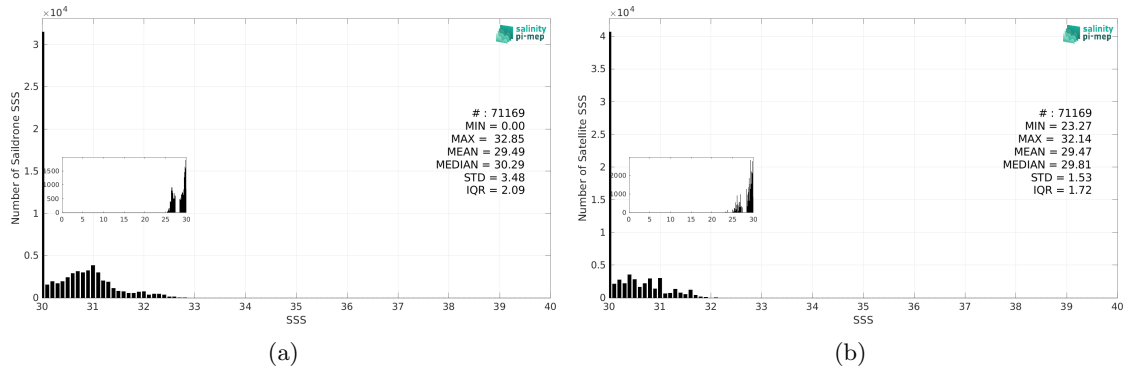 ×10⁴
3
2.5
2
1.5
1
0.5
0
Number of Saildrone SSS
30 31 32 33 34 35 36 37 38 39 40
SSS
salinity
pi-mep
# : 71169
MIN = 0.00
MAX = 32.85
MEAN = 29.49
MEDIAN = 30.29
STD = 3.48
IQR = 2.09
1500
1000
500
0
0 5 10 15 20 25 30
(a)
×10⁴
4
3.5
3
2.5
2
1.5
1
0.5
0
Number of Satellite SSS
30 31 32 33 34 35 36 37 38 39 40
SSS
salinity
pi-mep
# : 71169
MIN = 23.27
MAX = 32.14
MEAN = 29.47
MEDIAN = 29.81
STD = 1.53
IQR = 1.72
2000
1000
0
0 5 10 15 20 25 30
(b)